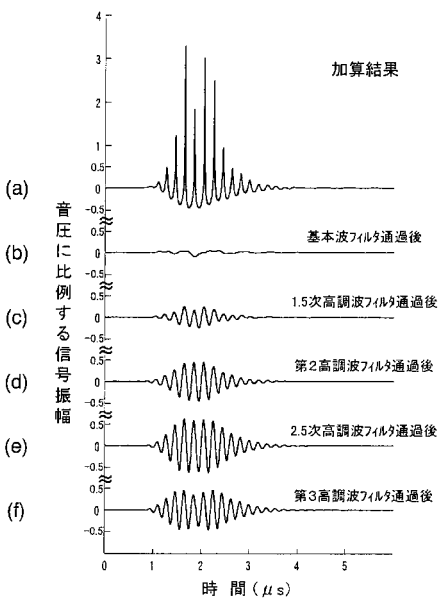 加算結果
4
3
2
1
0.5
0
-0.5
(a)
基本波フィルタ通過後
0.5
0
-0.5
(b)
1.5次高調波フィルタ通過後
0.5
0
(c)
第2高調波フィルタ通過後
0.5
0
-0.5
(d)
2.5次高調波フィルタ通過後
0.5
0
-0.5
(e)
第3高調波フィルタ通過後
0.5
0
-0.5
(f)
音圧に比例する信号振幅
0 1 2 3 4 5
時間(μs)